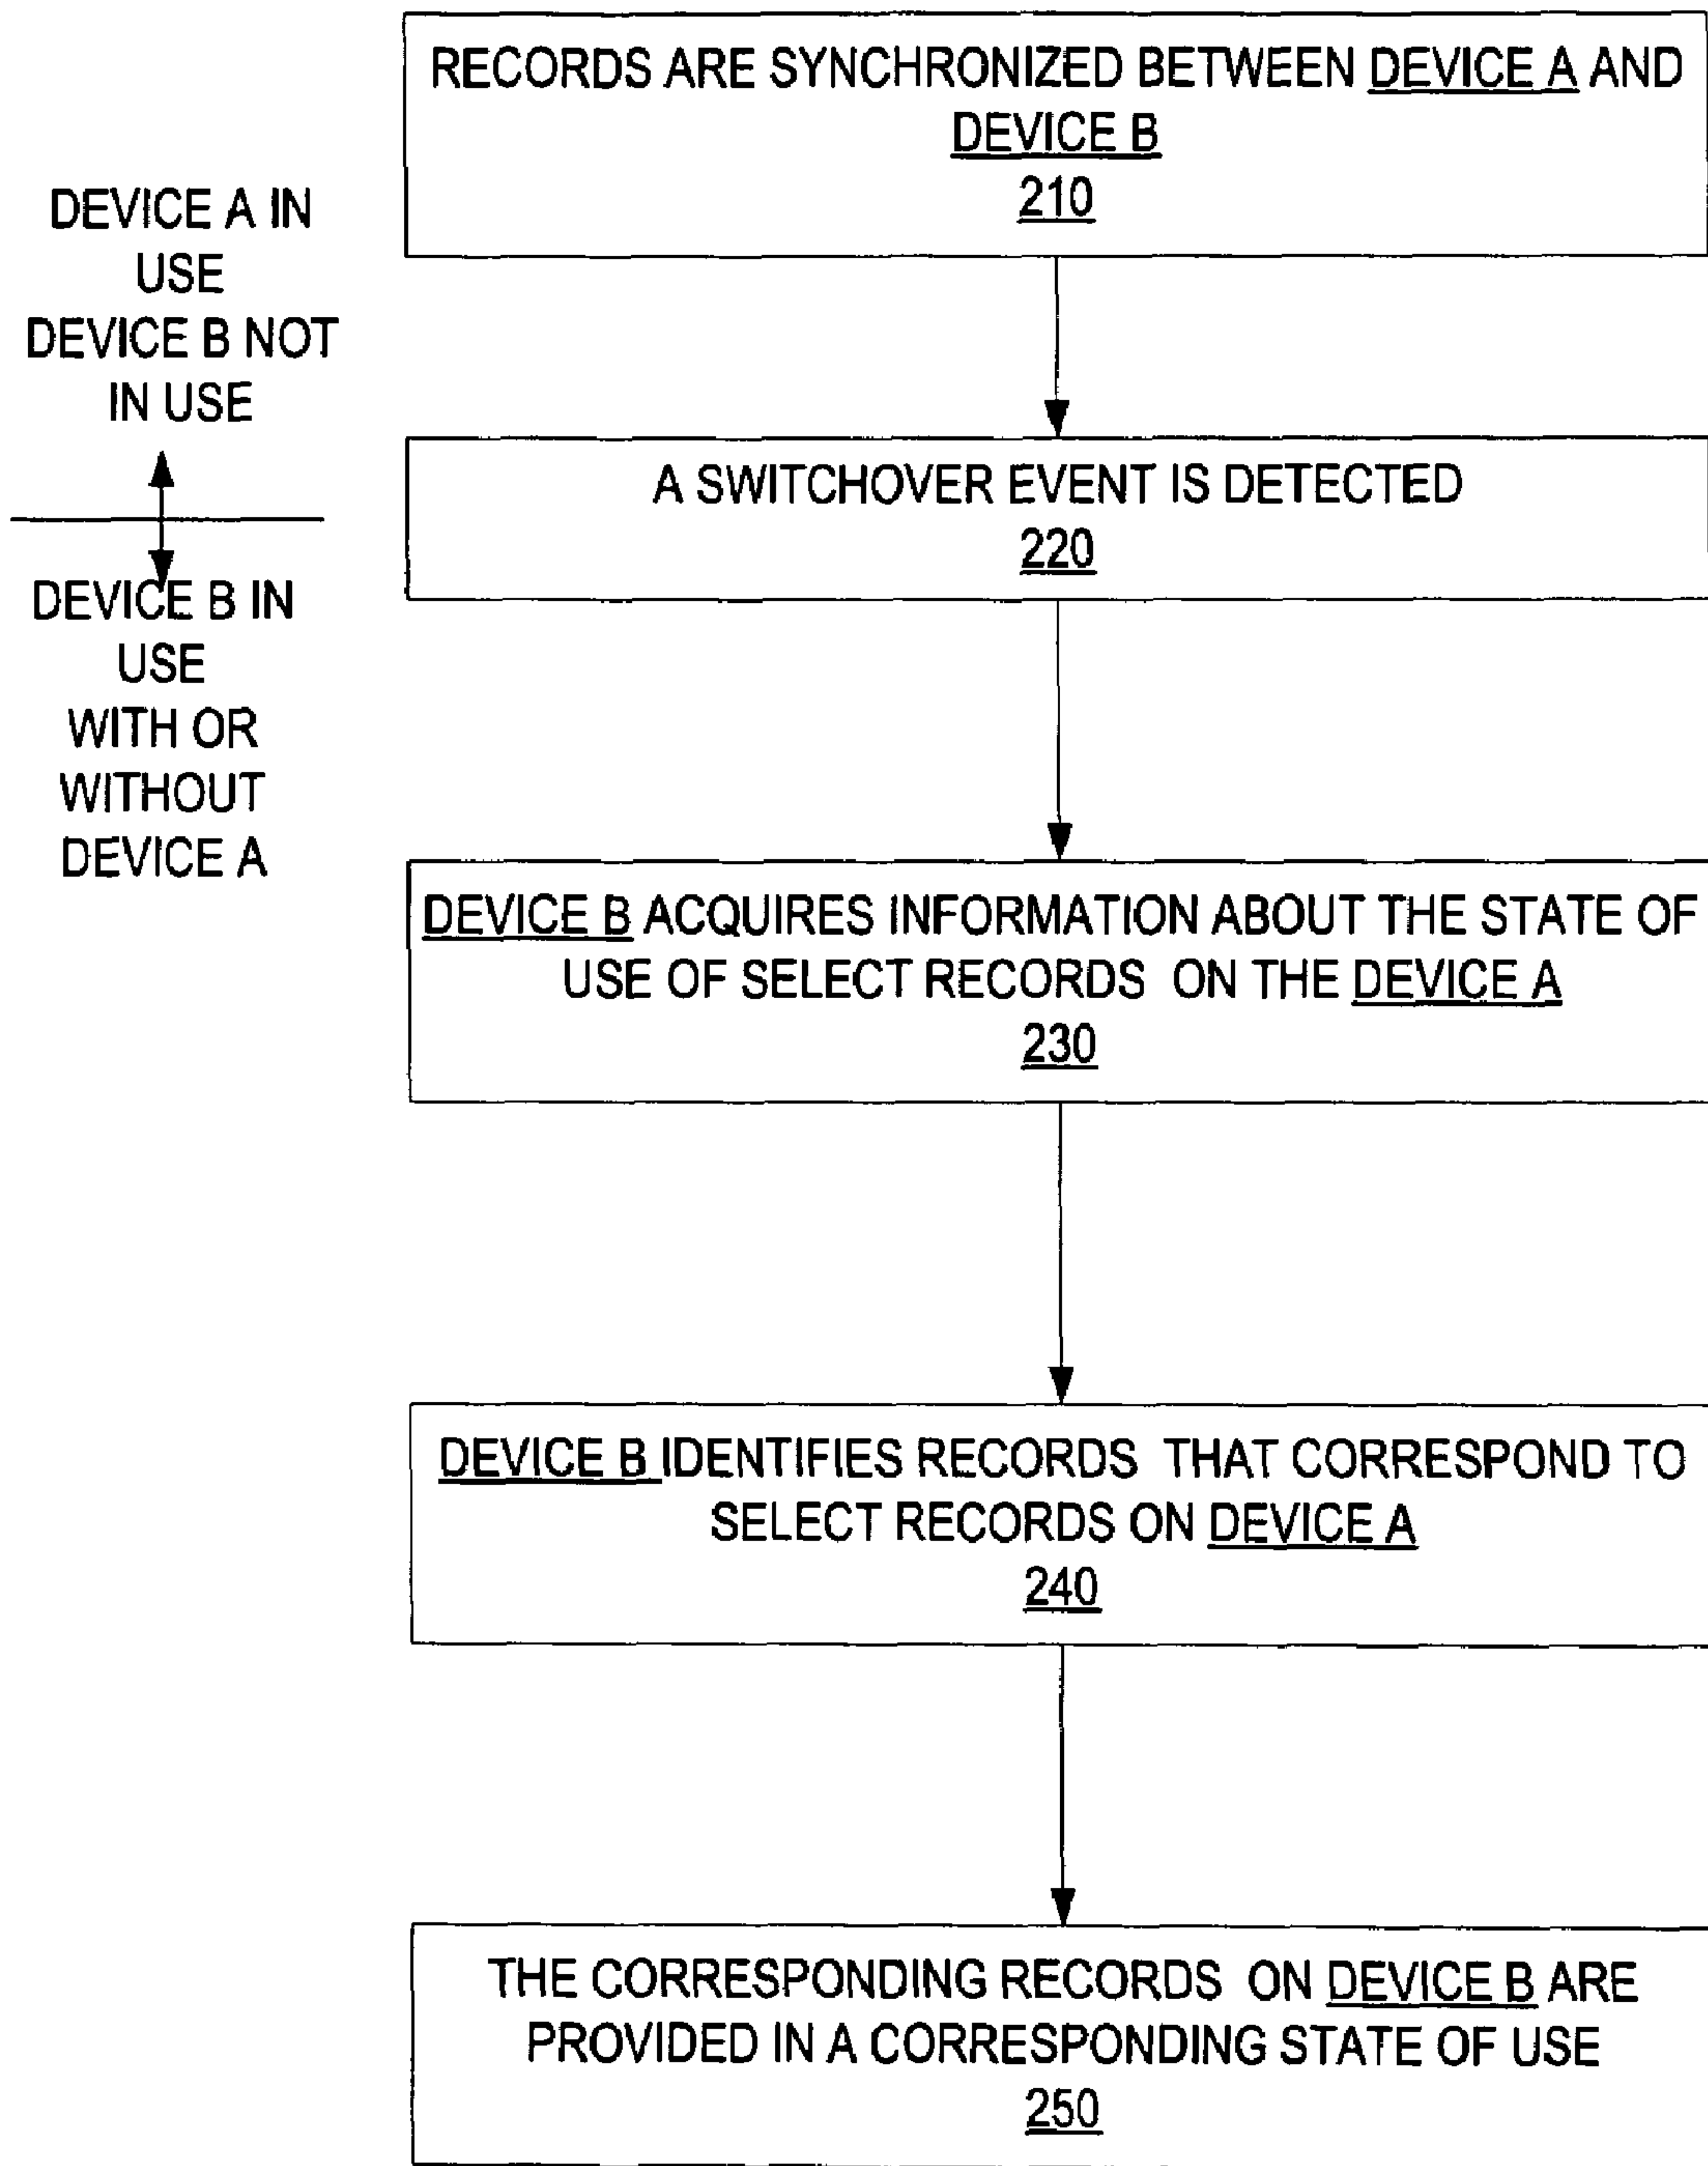 RECORDS ARE SYNCHRONIZED BETWEEN DEVICE A AND
DEVICE B
210
DEVICE A IN
USE
DEVICE B NOT
IN USE
A SWITCHOVER EVENT IS DETECTED
220
DEVICE B IN
USE
WITH OR
WITHOUT
DEVICE A
DEVICE B ACQUIRES INFORMATION ABOUT THE STATE OF
USE OF SELECT RECORDS ON THE DEVICE A
230
DEVICE B IDENTIFIES RECORDS THAT CORRESPOND TO
SELECT RECORDS ON DEVICE A
240
THE CORRESPONDING RECORDS ON DEVICE B ARE
PROVIDED IN A CORRESPONDING STATE OF USE
250